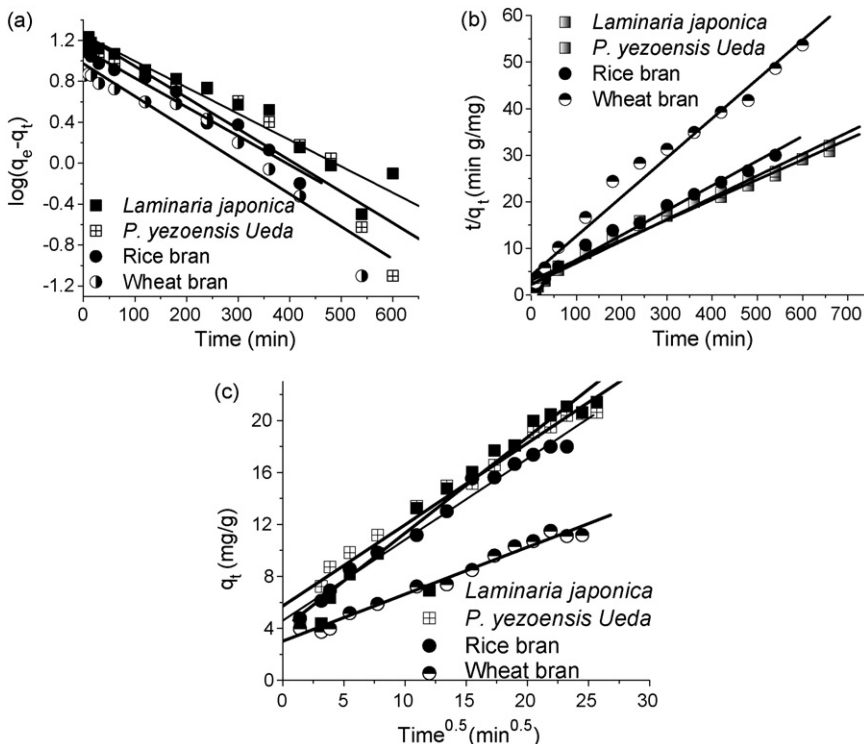 (a)
1.2
0.8
0.4
0.0
-0.4
-0.8
-1.2
log(qe-qt)
Laminaria japonica
P. yezoensis Ueda
Rice bran
Wheat bran
0 100 200 300 400 500 600
Time (min)
(b)
60
50
40
30
20
10
0
t/qt (min g/mg)
Laminaria japonica
P. yezoensis Ueda
Rice bran
Wheat bran
0 100 200 300 400 500 600 700
Time (min)
(c)
20
16
12
8
4
0
qt (mg/g)
Laminaria japonica
P. yezoensis Ueda
Rice bran
Wheat bran
0 5 10 15 20 25 30
Time^0.5 (min^0.5)